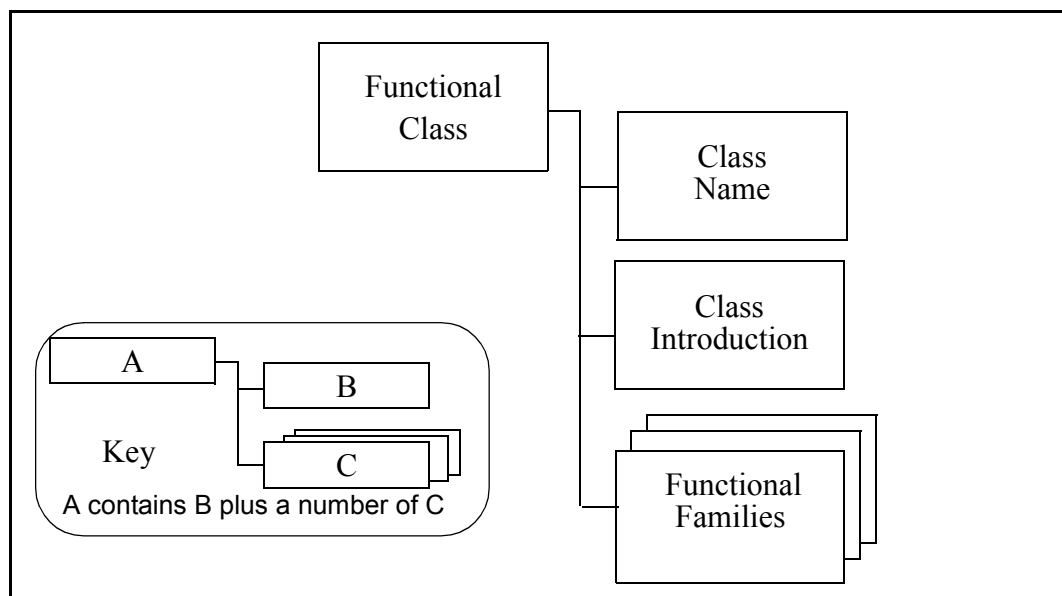 Functional
Class
Class
Name
Class
Introduction
Functional
Families
A
B
C
Key
A contains B plus a number of C